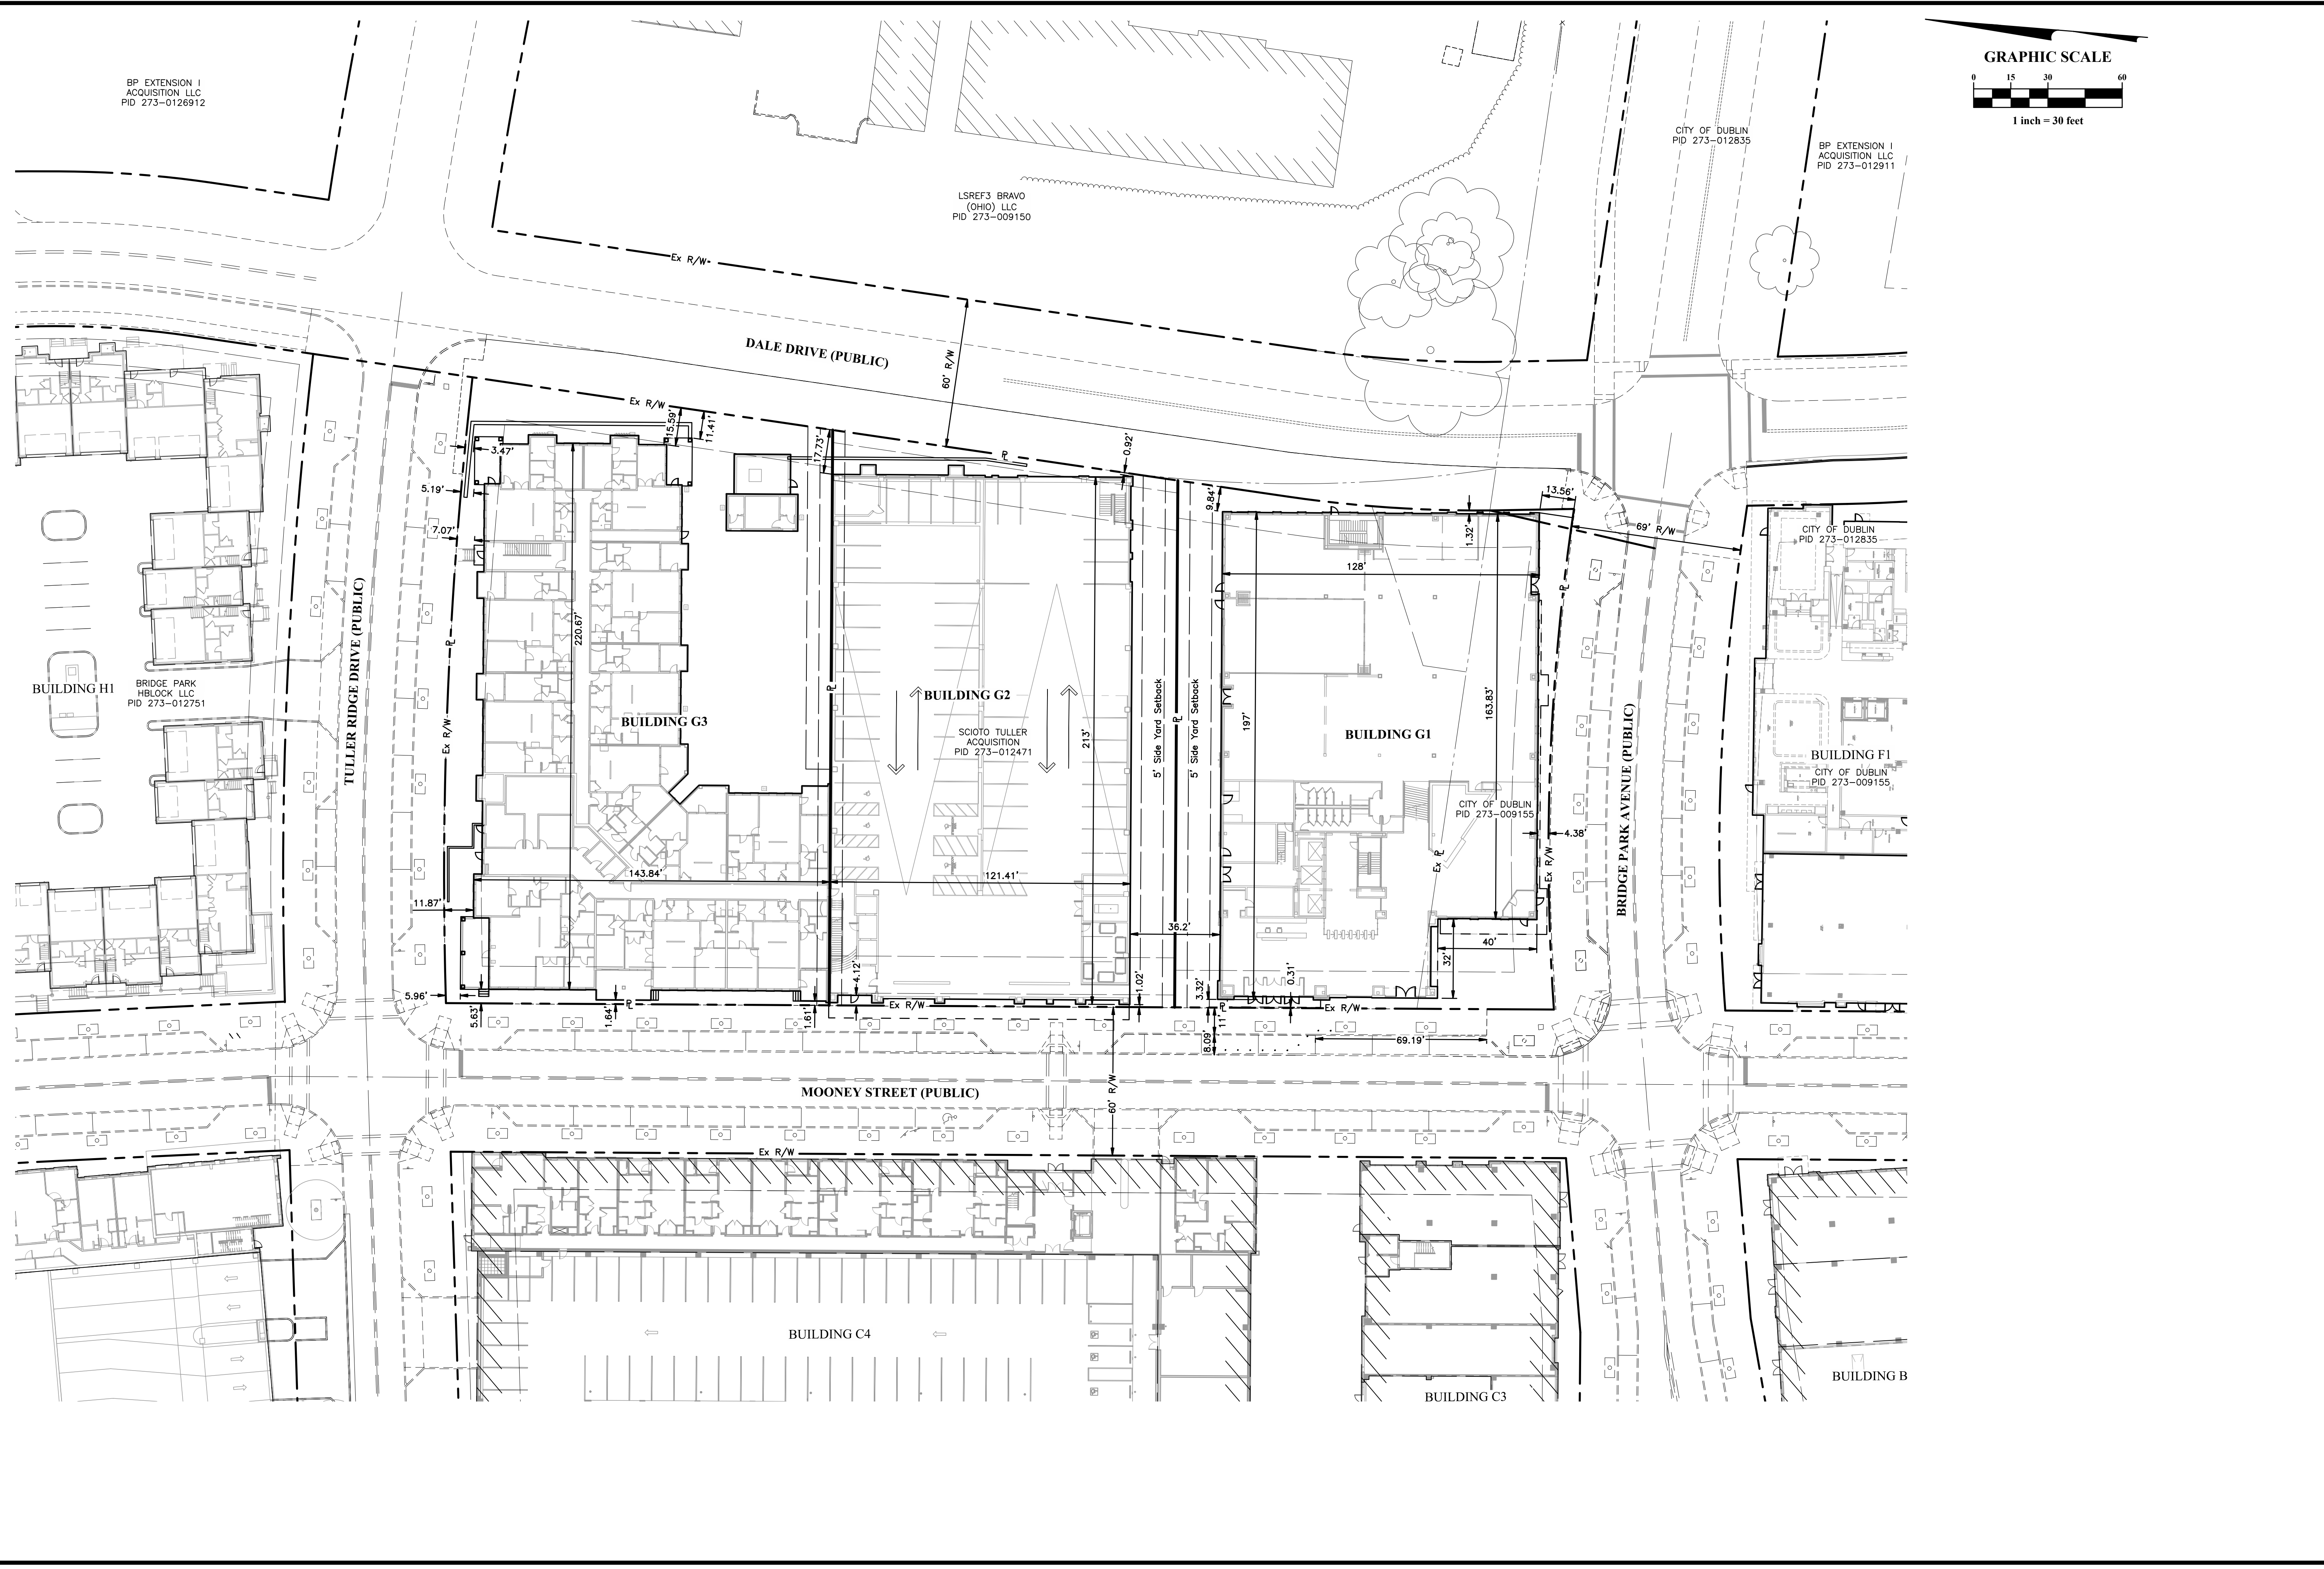 GRAPHIC SCALE
0 15 30 60
1 inch = 30 feet
BP EXTENSION I
ACQUISITION LLC
PID 273-0126912
CITY OF DUBLIN
PID 273-012835
BP EXTENSION I
ACQUISITION LLC
PID 273-012911
LSREF3 BRAVO
(OHIO) LLC
PID 273-009150
Ex R/W
DALE DRIVE (PUBLIC)
60' R/W
Ex R/W
15.59'
11.41'
17.73'
0.92'
3.47'
5.19'
7.07'
PL
9.84'
13.56'
1.32'
69' R/W
CITY OF DUBLIN
PID 273-012835
128'
PL
TULLER RIDGE DRIVE (PUBLIC)
220.67'
PL
BUILDING H1
BRIDGE PARK
HBLOCK LLC
PID 273-012751
PL
BUILDING G3
BUILDING G2
SCIOTO TULLER
ACQUISITION
PID 273-012471
213'
5' Side Yard Setback
PL
5' Side Yard Setback
197'
BUILDING G1
163.83'
BRIDGE PARK AVENUE (PUBLIC)
BUILDING F1
CITY OF DUBLIN
PID 273-009155
Ex R/W
CITY OF DUBLIN
PID 273-009155
4.38'
Ex PL
Ex R/W
143.84'
121.41'
11.87'
36.2'
40'
32'
5.96'
5.63'
1.64'
PL
1.61'
4.12'
Ex R/W
1.02'
3.32'
0.31'
PL
11'
8.09'
Ex R/W
69.19'
60' R/W
MOONEY STREET (PUBLIC)
Ex R/W
BUILDING C4
BUILDING C3
BUILDING B